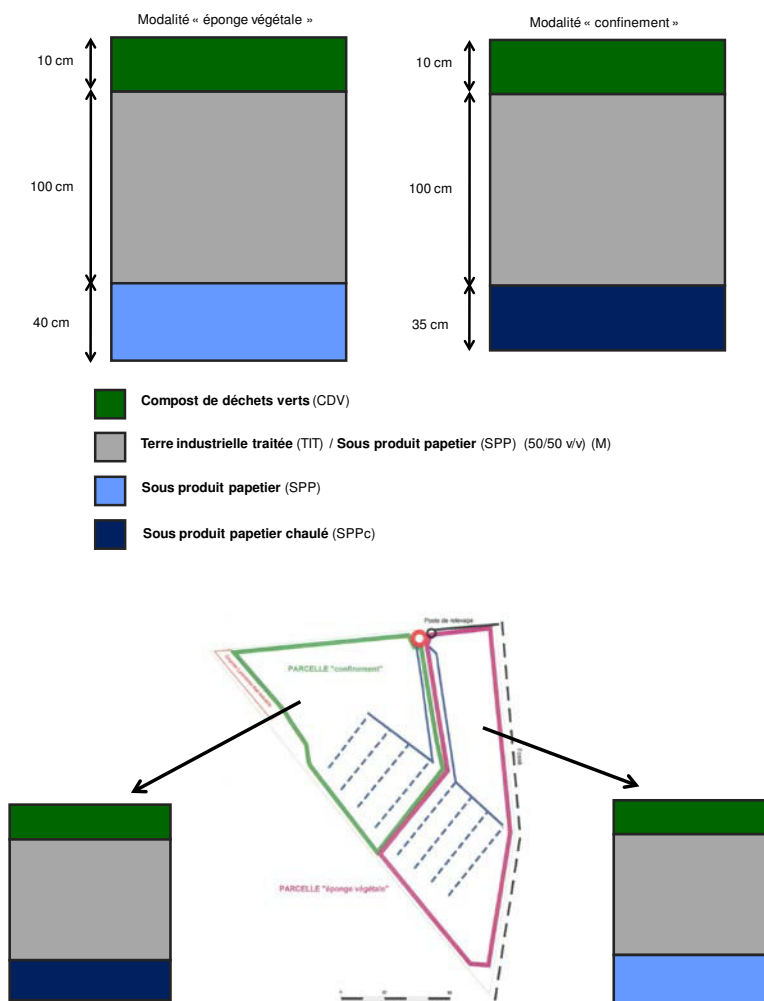 Modalité « éponge végétale »
Modalité « confinement »
10 cm
100 cm
40 cm
10 cm
100 cm
35 cm
Compost de déchets verts (CDV)
Terre industrielle traitée (TIT) / Sous produit papetier (SPP) (50/50 v/v) (M)
Sous produit papetier (SPP)
Sous produit papetier chaulé (SPPc)
Poste de relevage
PARCELLE "confinement"
Fossé
PARCELLE "éponge végétale"